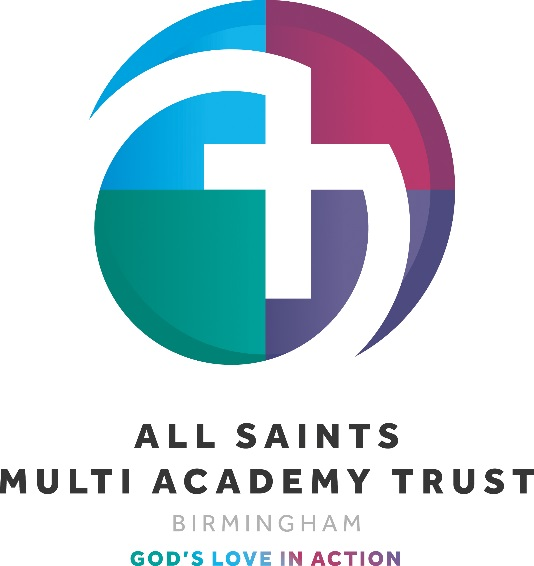 ALL SAINTS
MULTI ACADEMY TRUST
BIRMINGHAM
GOD'S LOVE IN ACTION